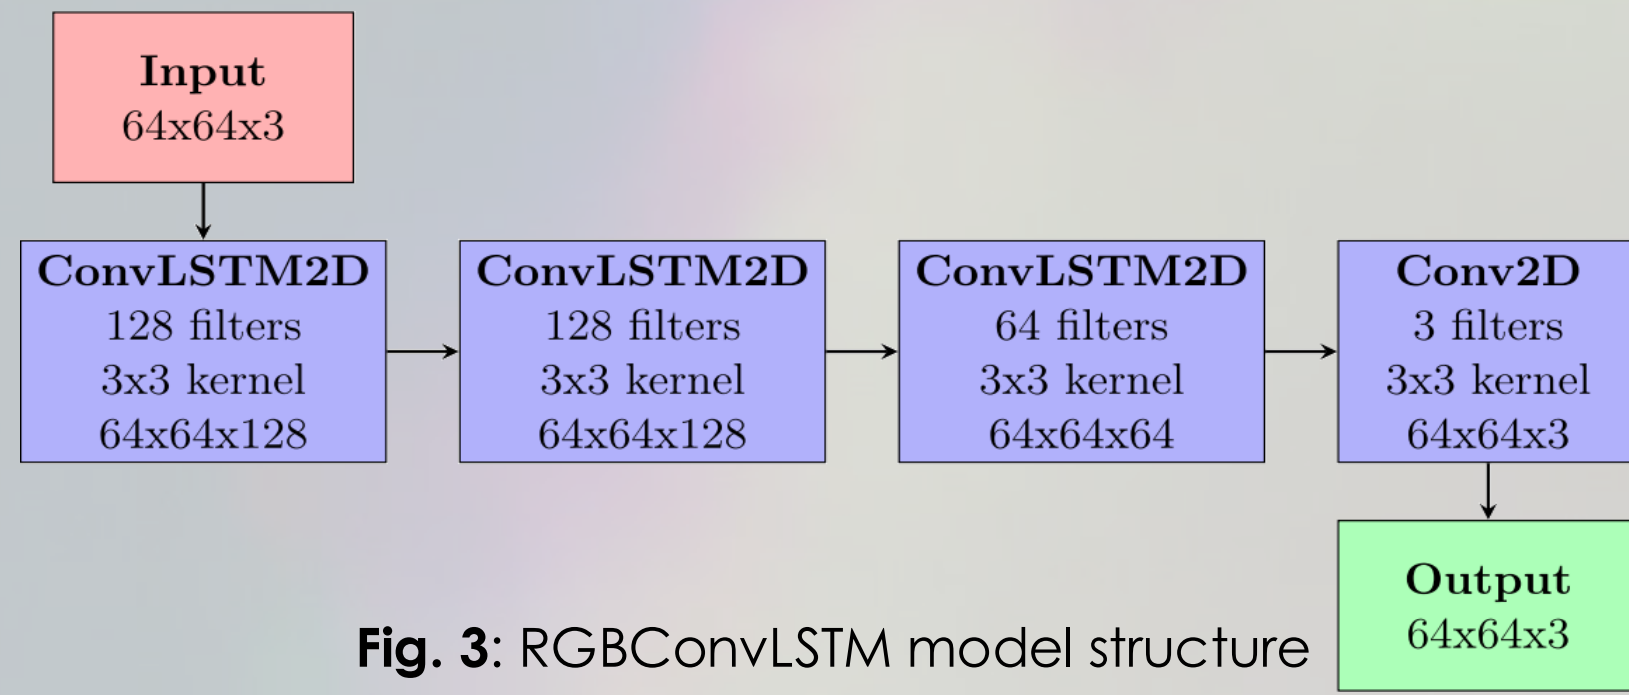 Input
64x64x3
ConvLSTM2D
128 filters
3x3 kernel
64x64x128
ConvLSTM2D
128 filters
3x3 kernel
64x64x128
ConvLSTM2D
64 filters
3x3 kernel
64x64x64
Conv2D
3 filters
3x3 kernel
64x64x3
Output
64x64x3
Fig. 3: RGBConvLSTM model structure